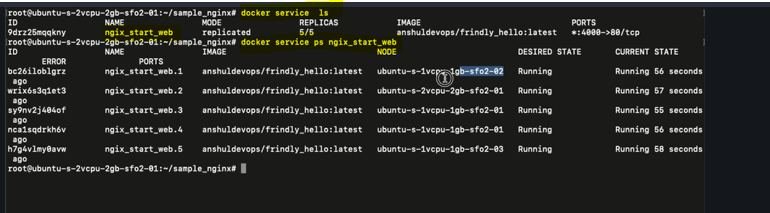 root@ubuntu-s-2vcpu-2gb-sfo2-01:~/sample_nginx# docker service  ls
ID NAME MODE REPLICAS IMAGE PORTS
9drz25mqqkny ngix_start_web replicated 5/5 anshuldevops/frindly_hello:latest *:4000->80/tcp
root@ubuntu-s-2vcpu-2gb-sfo2-01:~/sample_nginx# docker service ps ngix_start_web
ID NAME IMAGE NODE DESIRED STATE CURRENT STATE
ERROR PORTS
bc26iloblgrz ngix_start_web.1 anshuldevops/frindly_hello:latest ubuntu-s-1vcpu-1gb-sfo2-02 Running Running 56 seconds
ago
wrix6s3q1et3 ngix_start_web.2 anshuldevops/frindly_hello:latest ubuntu-s-2vcpu-2gb-sfo2-01 Running Running 57 seconds
ago
sy9nv2j404of ngix_start_web.3 anshuldevops/frindly_hello:latest ubuntu-s-2vcpu-2gb-sfo2-01 Running Running 55 seconds
ago
nca1sqdrkh6v ngix_start_web.4 anshuldevops/frindly_hello:latest ubuntu-s-1vcpu-1gb-sfo2-01 Running Running 56 seconds
ago
h7g4vlmy0avw ngix_start_web.5 anshuldevops/frindly_hello:latest ubuntu-s-1vcpu-1gb-sfo2-03 Running Running 58 seconds
ago
root@ubuntu-s-2vcpu-2gb-sfo2-01:~/sample_nginx#